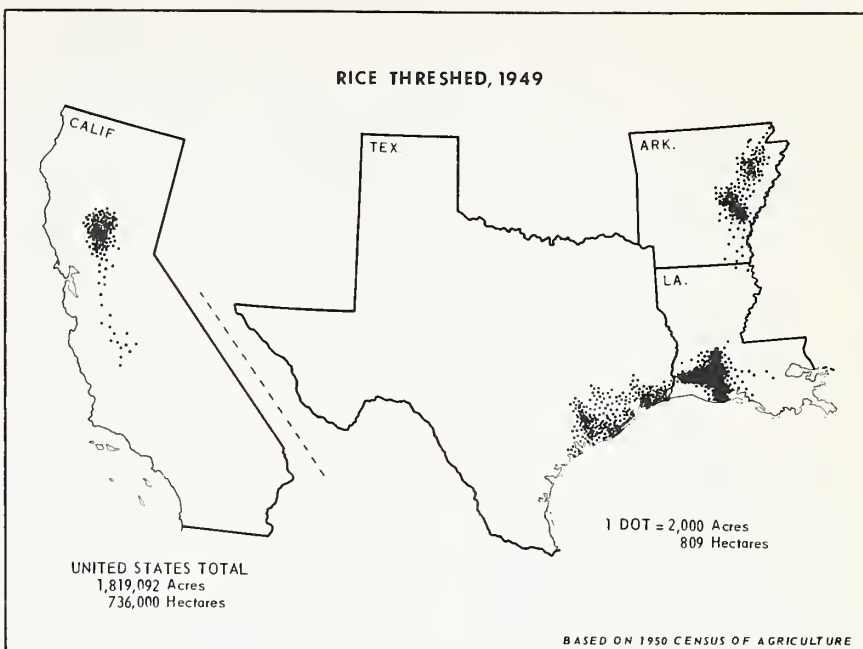 RICE THRESHED, 1949
CALIF
TEX.
ARK.
LA.
1 DOT = 2,000 Acres
809 Hectares
UNITED STATES TOTAL
1,819,092 Acres
736,000 Hectares
BASED ON 1950 CENSUS OF AGRICULTURE